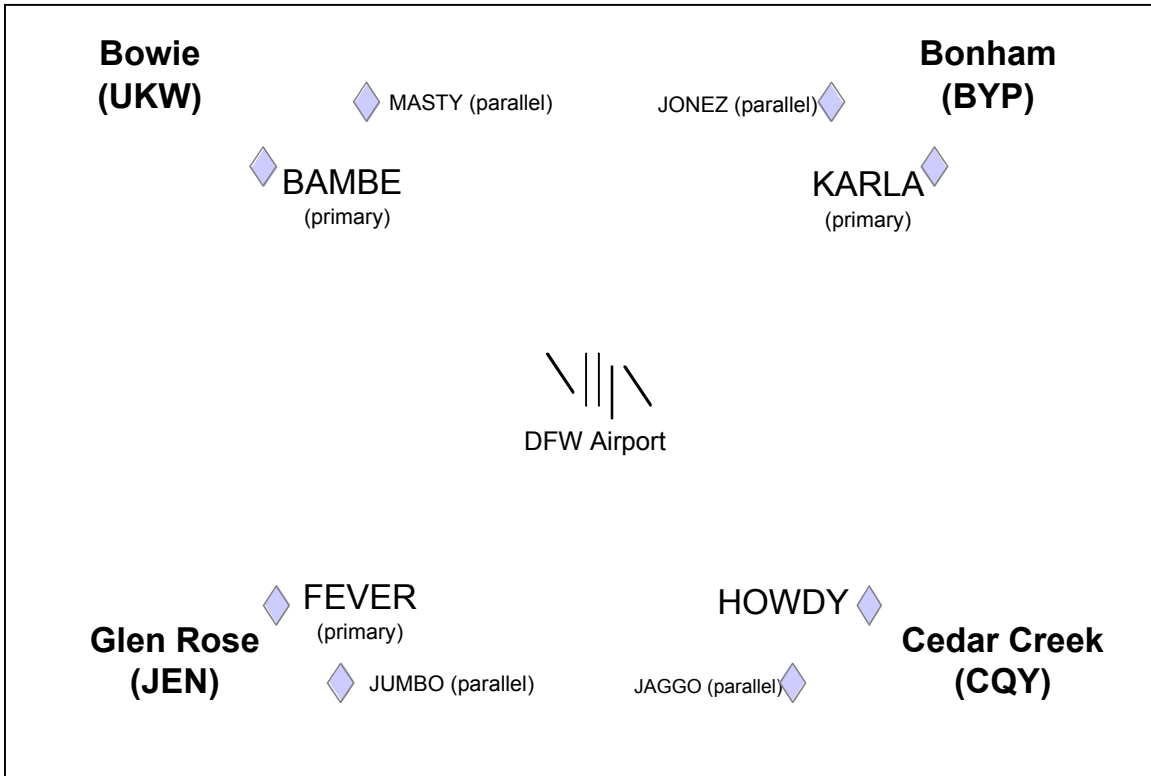 Bowie
(UKW)
MASTY (parallel)
JONEZ (parallel)
Bonham
(BYP)
BAMBE
(primary)
KARLA
(primary)
DFW Airport
FEVER
(primary)
HOWDY
Glen Rose
(JEN)
JUMBO (parallel)
JAGGO (parallel)
Cedar Creek
(CQY)